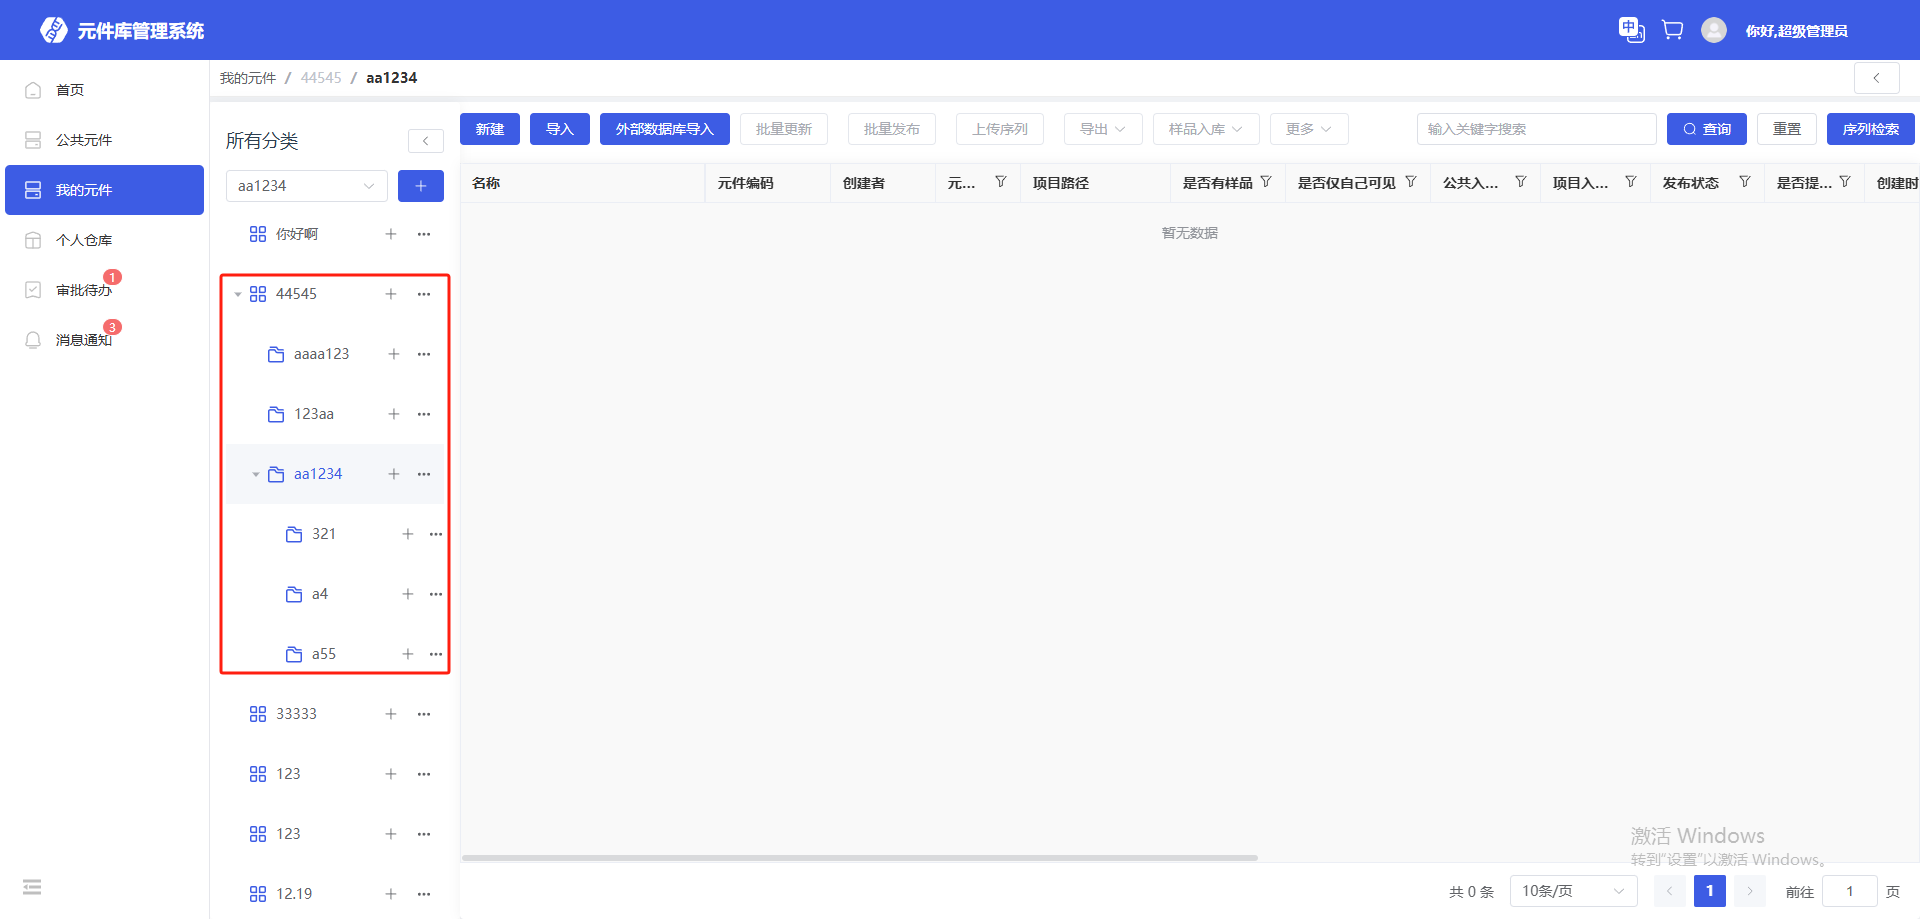 元件库管理系统
中
你好,超级管理员
首页
公共元件
我的元件
个人仓库
审批待办
1
消息通知
3
我的元件 / 44545 / aa1234
所有分类
aa1234
你好啊
44545
aaaa123
123aa
aa1234
321
a4
a55
33333
123
123
12.19
新建
导入
外部数据库导入
批量更新
批量发布
上传序列
导出
样品入库
更多
输入关键字搜索
查询
重置
序列检索
名称
元件编码
创建者
元...
项目路径
是否有样品
是否仅自己可见
公共入...
项目入...
发布状态
是否提...
创建时
暂无数据
激活 Windows
转到"设置"以激活 Windows。
共 0 条
10条/页
1
前往
1
页